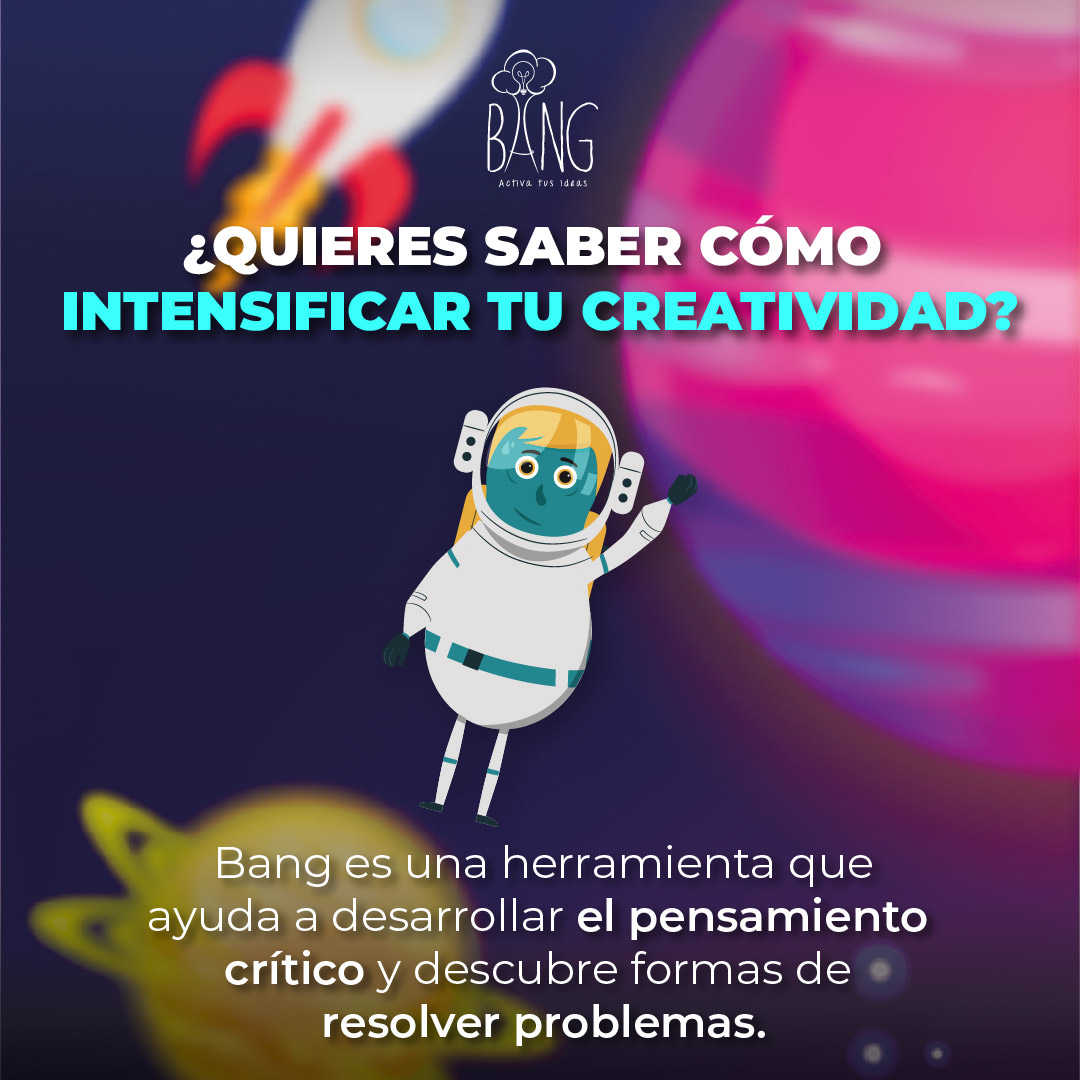 BANG
Activa tus ideas
¿QUIERES SABER CÓMO
INTENSIFICAR TU CREATIVIDAD?
Bang es una herramienta que
ayuda a desarrollar el pensamiento
crítico y descubre formas de
resolver problemas.